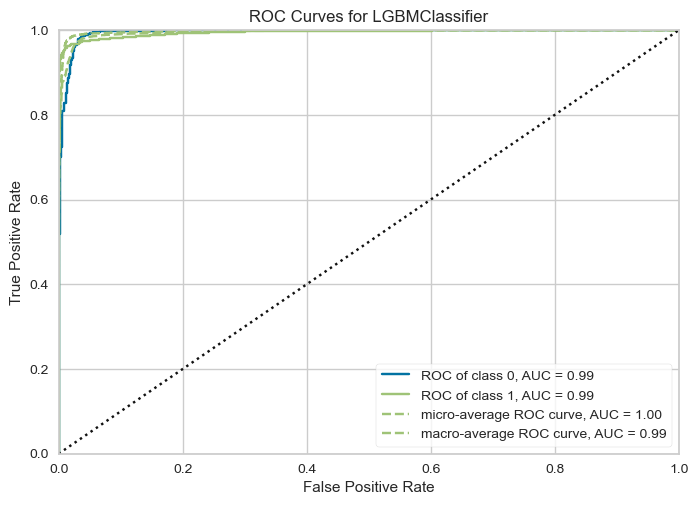 ROC Curves for LGBMClassifier
True Positive Rate
1.0
0.8
0.6
0.4
0.2
0.0
ROC of class 0, AUC = 0.99
ROC of class 1, AUC = 0.99
micro-average ROC curve, AUC = 1.00
macro-average ROC curve, AUC = 0.99
0.0 0.2 0.4 0.6 0.8 1.0
False Positive Rate